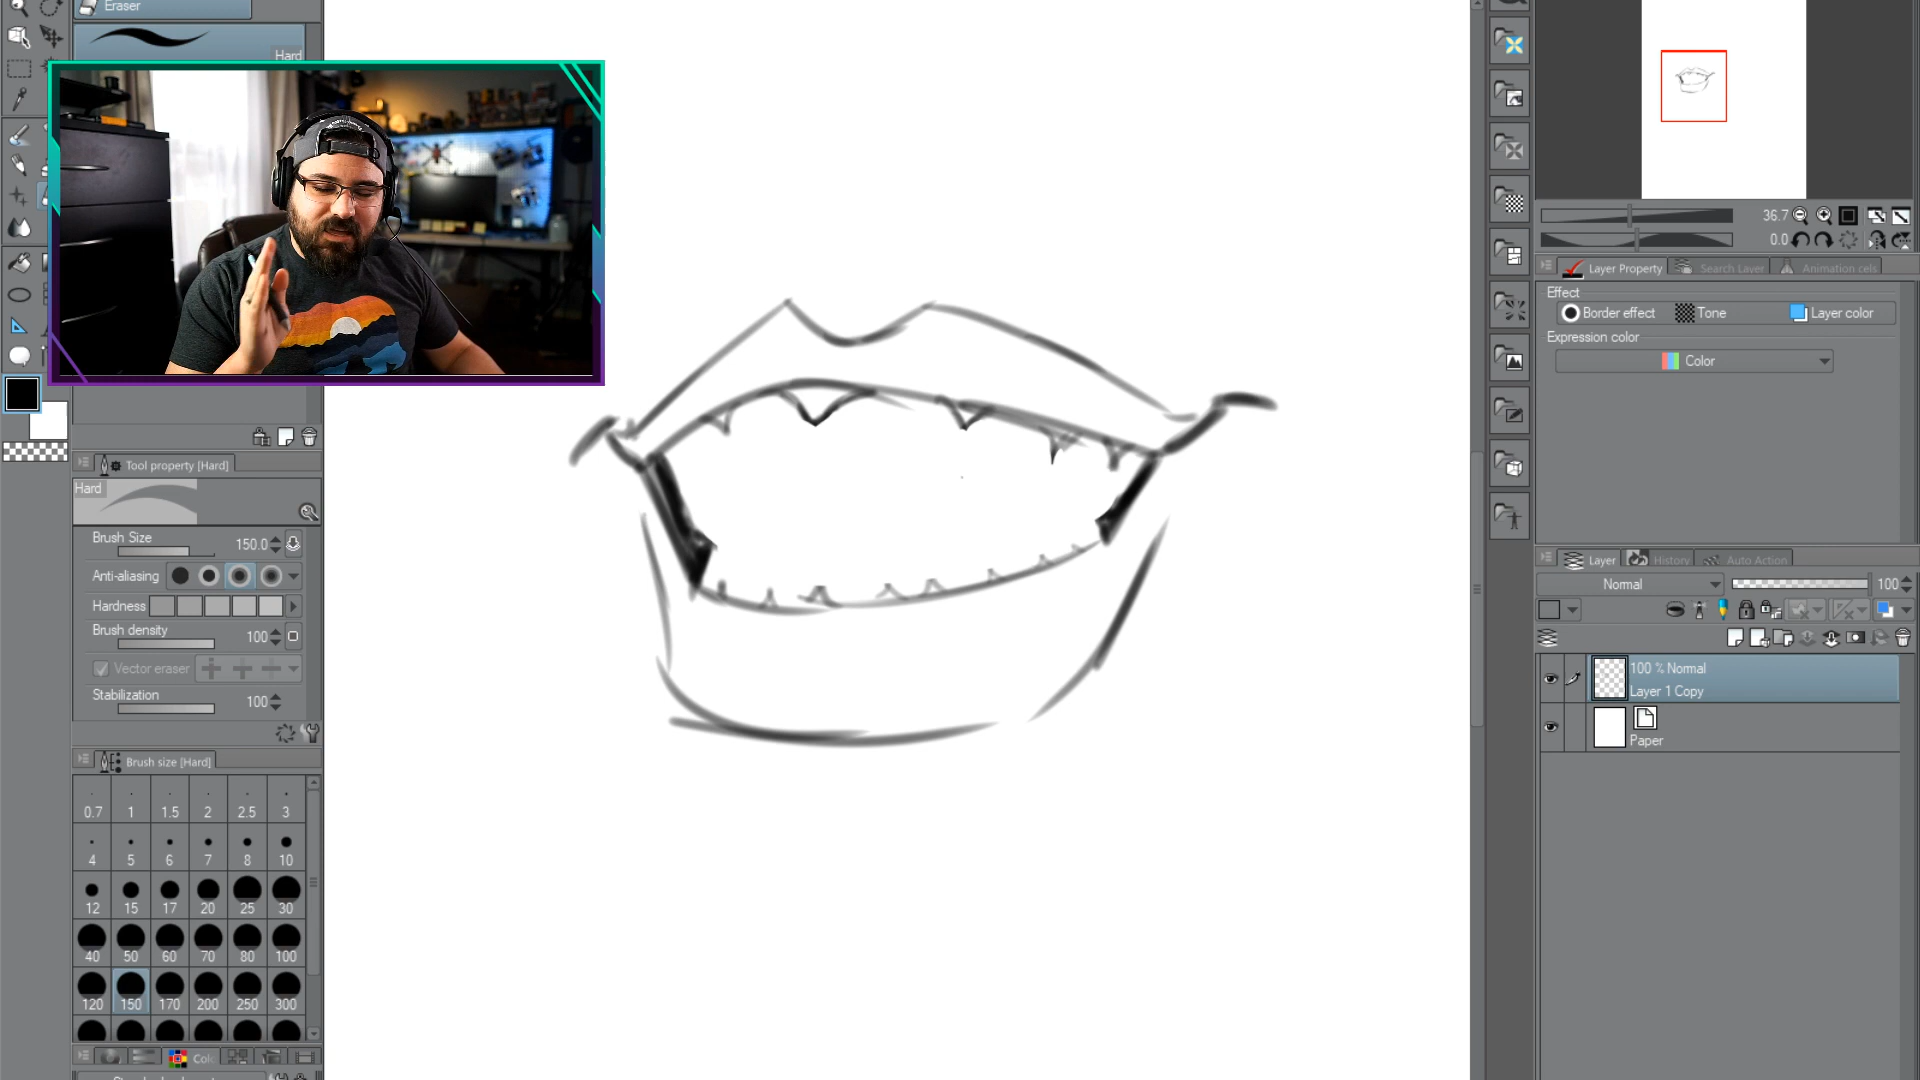 Eraser
Hard
Tool property [Hard]
Hard
Brush Size 150.0
Anti-aliasing
Hardness
Brush density 100
Vector eraser
Stabilization 100
Brush size [Hard]
0.7 1 1.5 2 2.5 3
4 5 6 7 8 10
12 15 17 20 25 30
40 50 60 70 80 100
120 150 170 200 250 300
Col
36.7
0.0
Layer Property Search Layer Animation cels
Effect
Border effect Tone Layer color
Expression color
Color
Layer History Auto Action
Normal 100
100 % Normal
Layer 1 Copy
Paper